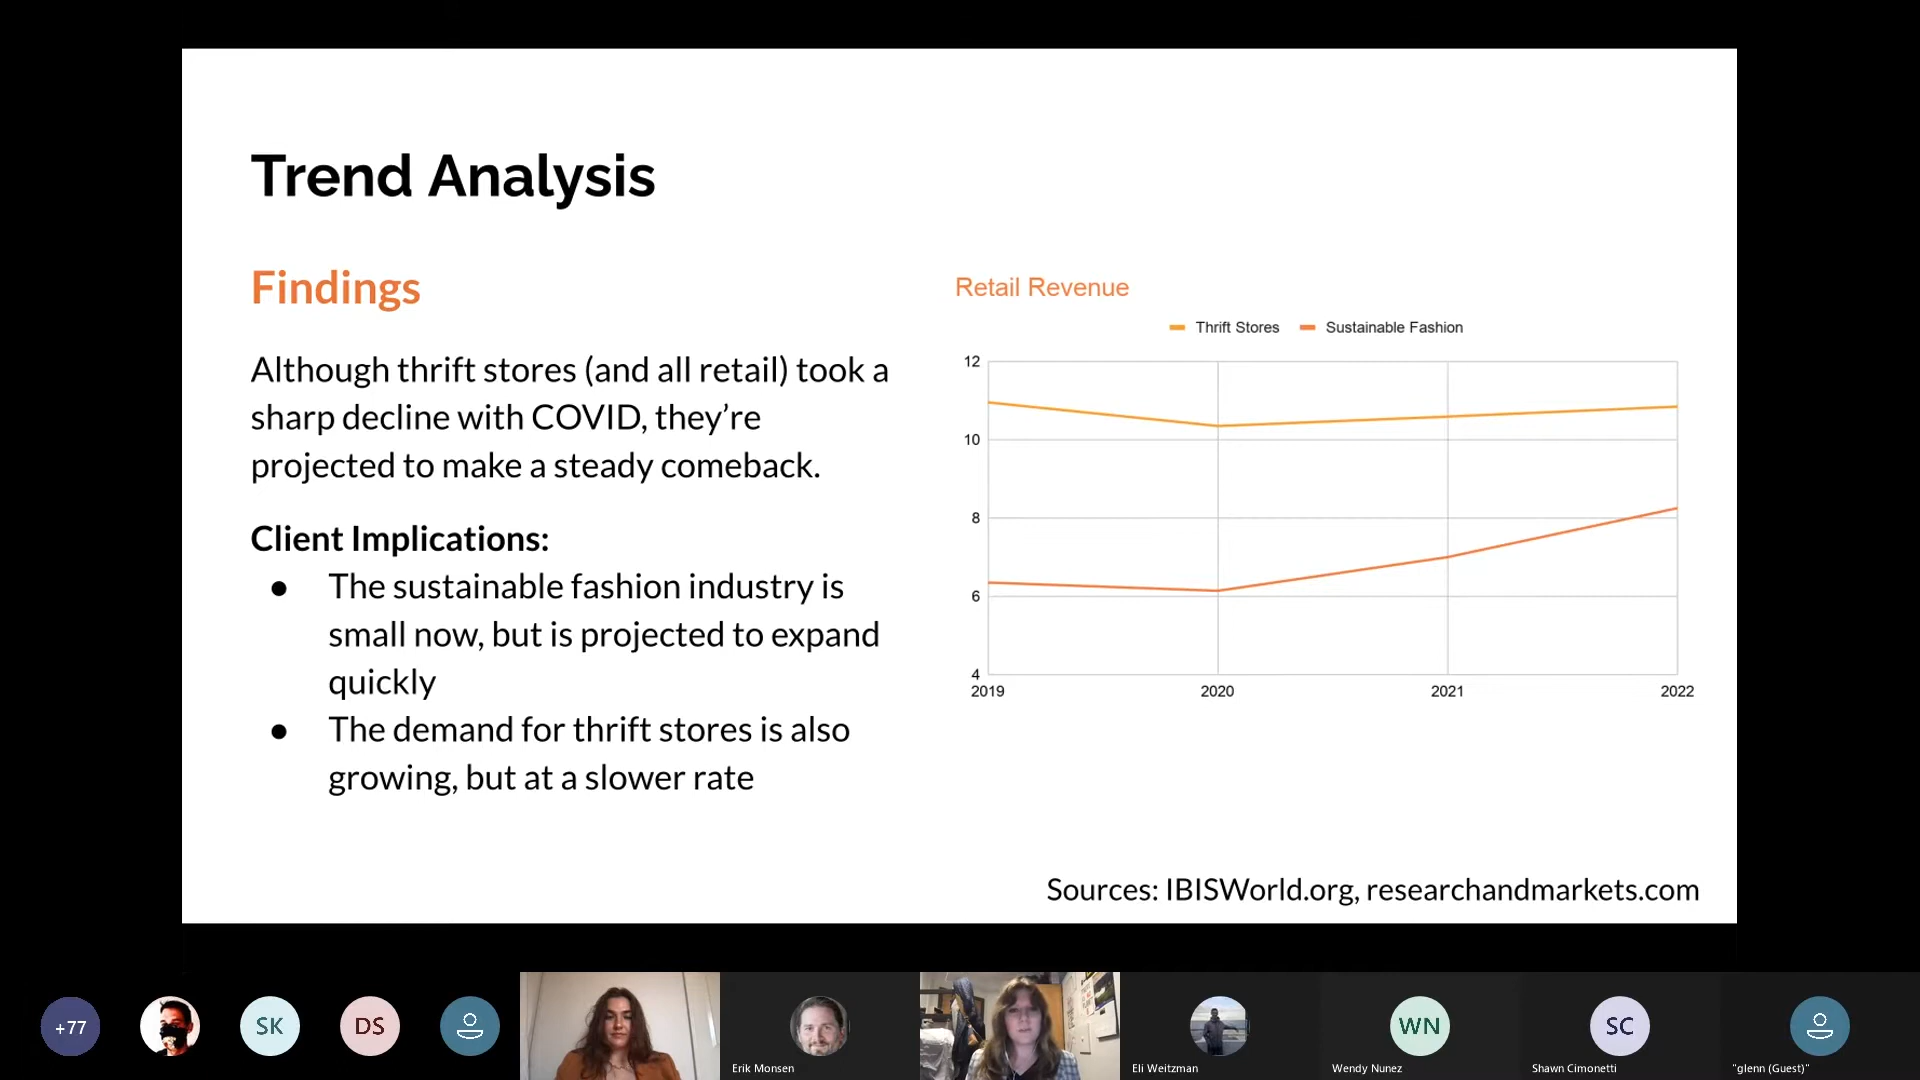 Trend Analysis
Findings
Although thrift stores (and all retail) took a
sharp decline with COVID, they’re
projected to make a steady comeback.
Client Implications:
● The sustainable fashion industry is
small now, but is projected to expand
quickly
● The demand for thrift stores is also
growing, but at a slower rate
Retail Revenue
Thrift Stores Sustainable Fashion
12
10
8
6
4
2019 2020 2021 2022
Sources: IBISWorld.org, researchandmarkets.com
+77
SK
DS
Erik Monsen
Eli Weitzman
WN
Wendy Nunez
SC
Shawn Cimonetti
"glenn (Guest)"